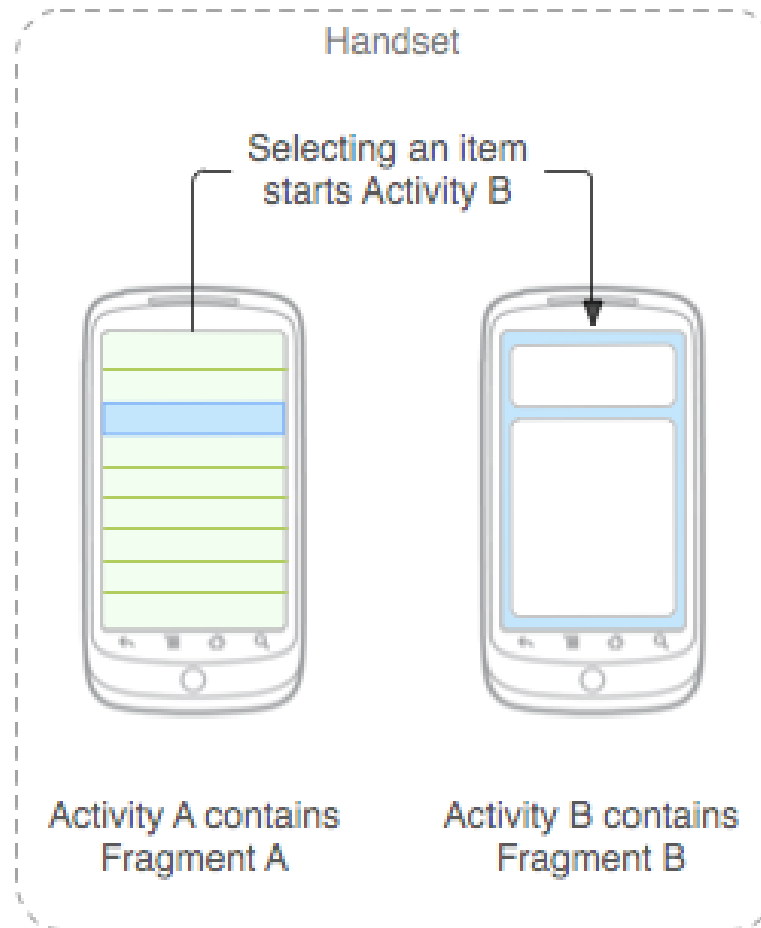 Handset
Selecting an item
starts Activity B
Activity A contains
Fragment A
Activity B contains
Fragment B